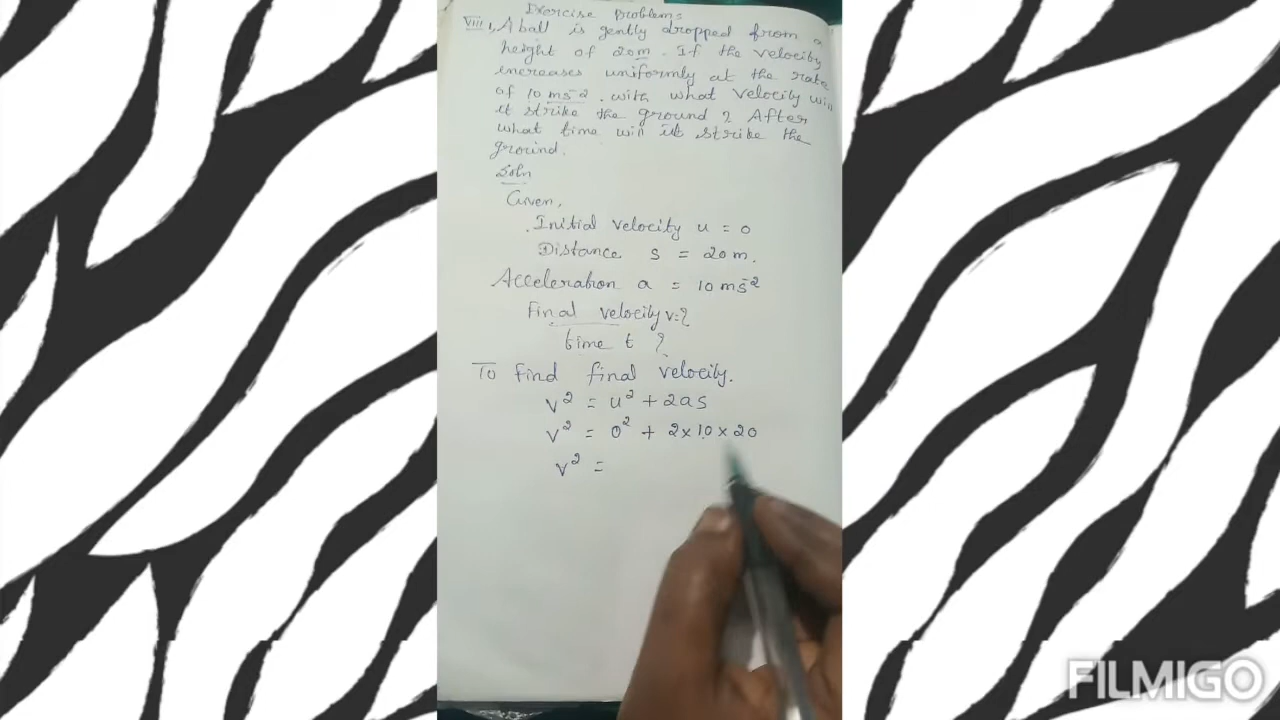 Exercise Problems
VIII 1, A ball is gently dropped from a
height of 20m. If the velocity
increases uniformly at the rate
of 10 ms-2. with what velocity will
it strike the ground? After
what time will it strike the
ground.
Soln
Given,
Initial velocity u = 0
Distance s = 20m.
Acceleration a = 10 ms-2
Final velocity v=?
time t ?
To find final velocity.
v² = u² + 2as
v² = 0² + 2×10×20
v² =
FILMIGO